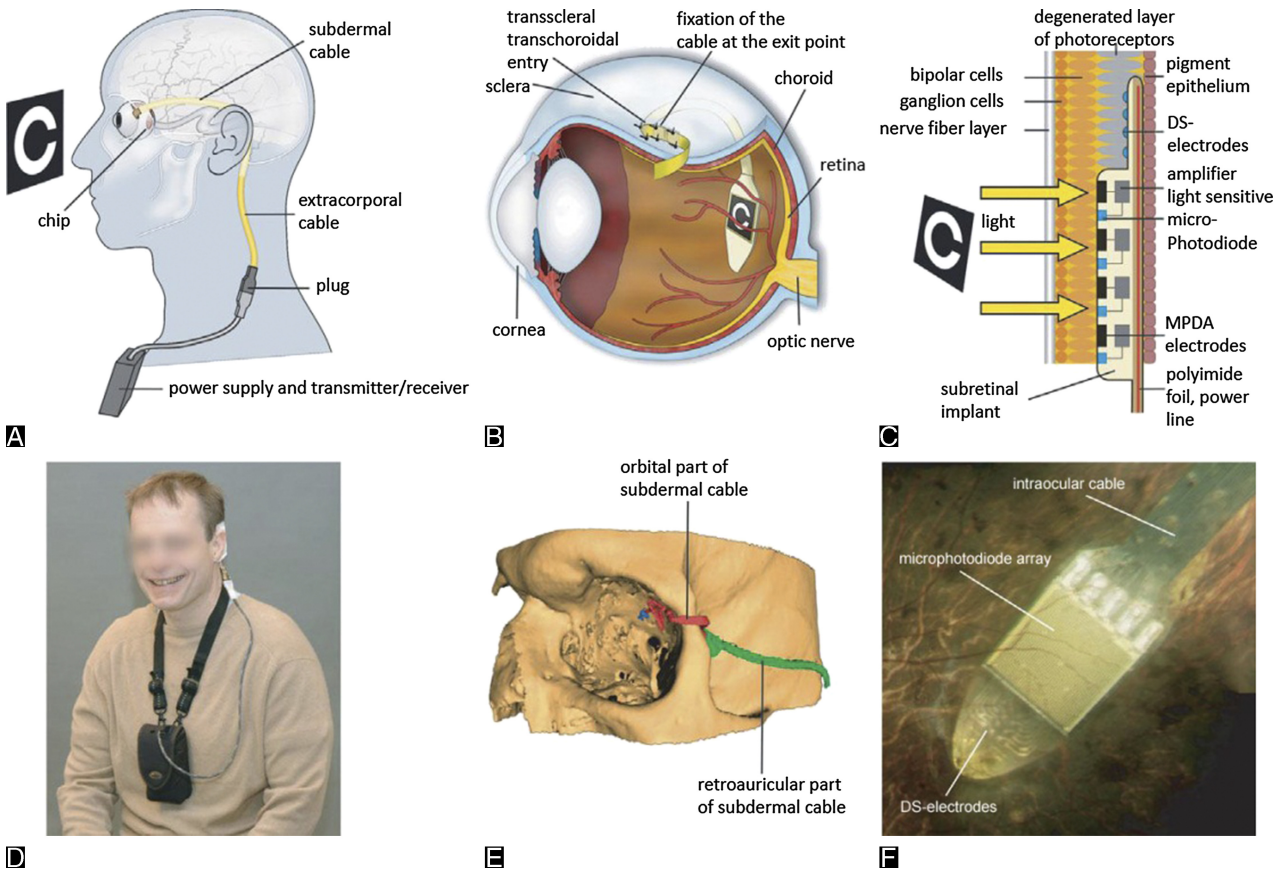 subdermal
cable
C
chip
extracorporal
cable
plug
power supply and transmitter/receiver
A
transscleral
transchoroidal
entry
sclera
fixation of the
cable at the exit point
choroid
retina
C
cornea
optic nerve
B
degenerated layer
of photoreceptors
bipolar cells
ganglion cells
nerve fiber layer
pigment
epithelium
DS-
electrodes
amplifier
light sensitive
micro-
Photodiode
C
light
MPDA
electrodes
subretinal
implant
polyimide
foil, power
line
C
D
orbital part of
subdermal cable
retroauricular part
of subdermal cable
E
intraocular cable
microphotodiode array
DS-electrodes
F